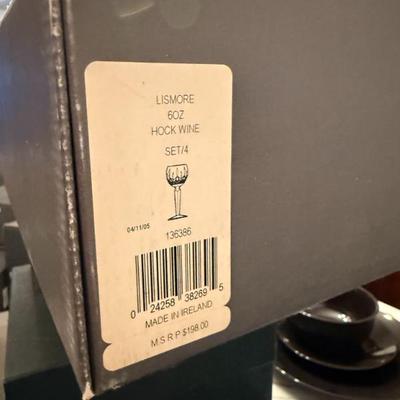 LISMORE
6OZ
HOCK WINE
SET/4
04/11/05
136386
0 24258 38269 5
MADE IN IRELAND
M S R P $198.00